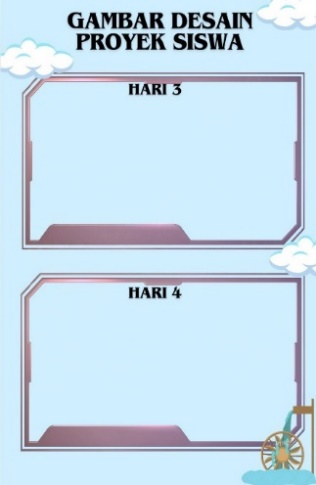 GAMBAR DESAIN
PROYEK SISWA
HARI 3
HARI 4